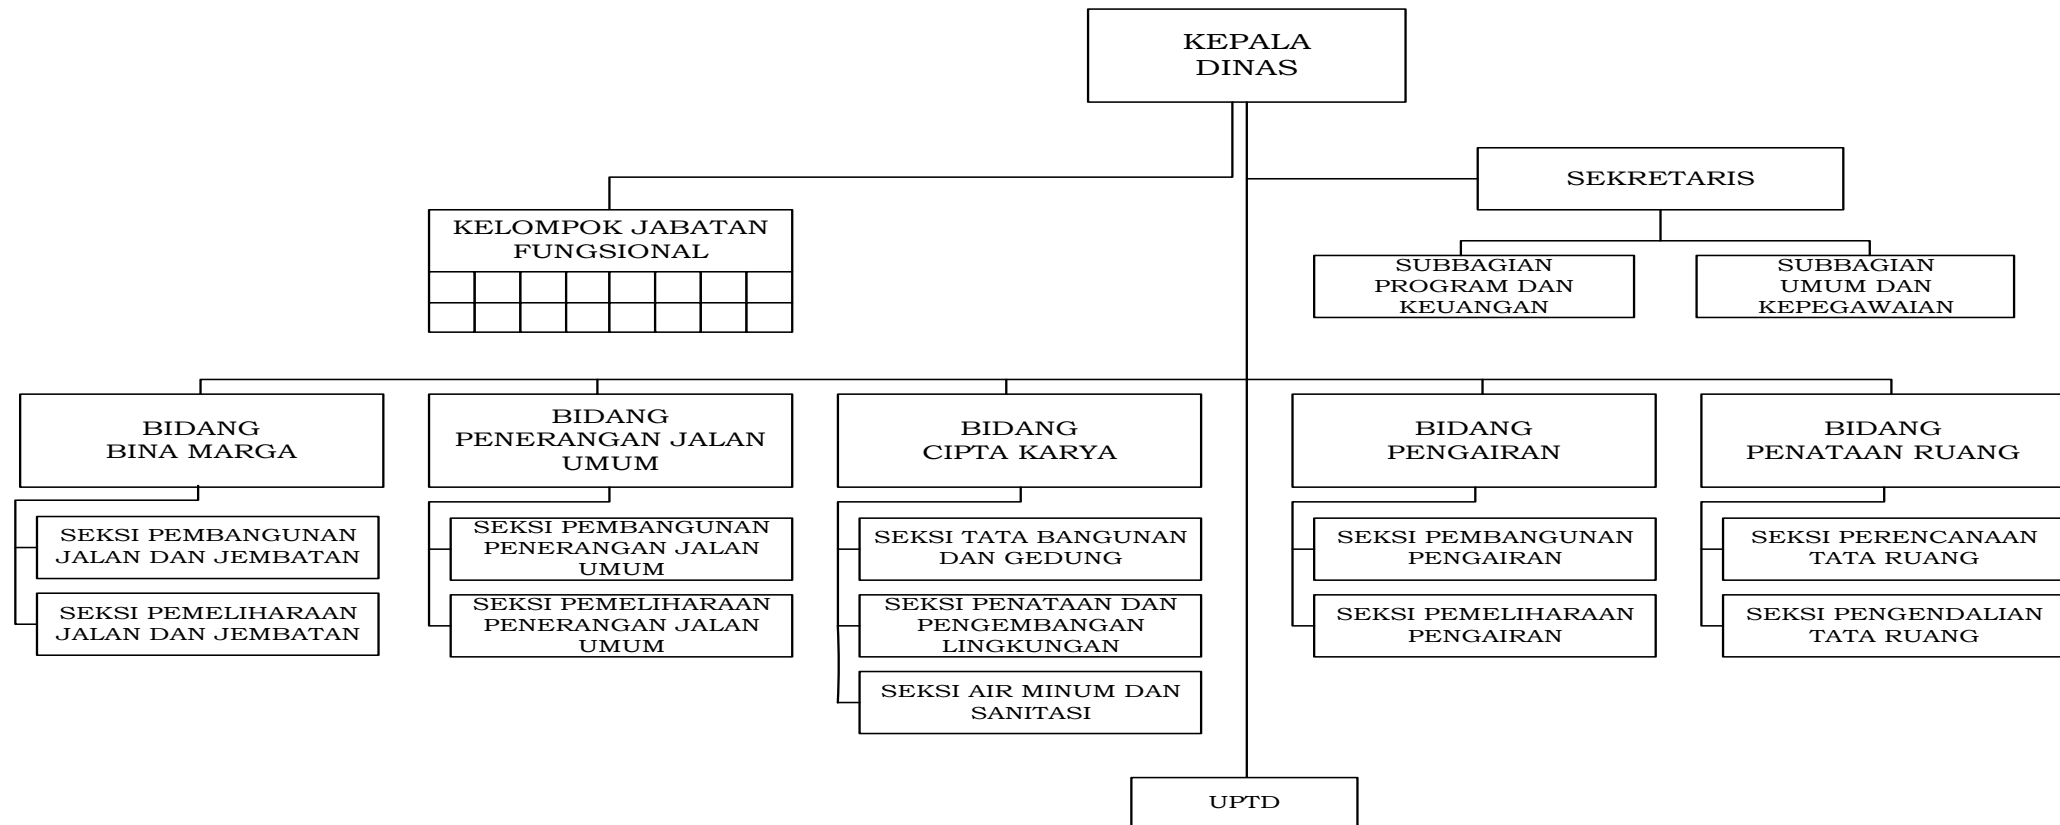 KEPALA
DINAS
SEKRETARIS
KELOMPOK JABATAN
FUNGSIONAL
SUBBAGIAN
PROGRAM DAN
KEUANGAN
SUBBAGIAN
UMUM DAN
KEPEGAWAIAN
BIDANG
BINA MARGA
BIDANG
PENERANGAN JALAN
UMUM
BIDANG
CIPTA KARYA
BIDANG
PENGAIRAN
BIDANG
PENATAAN RUANG
SEKSI PEMBANGUNAN
JALAN DAN JEMBATAN
SEKSI PEMBANGUNAN
PENERANGAN JALAN
UMUM
SEKSI TATA BANGUNAN
DAN GEDUNG
SEKSI PEMBANGUNAN
PENGAIRAN
SEKSI PERENCANAAN
TATA RUANG
SEKSI PEMELIHARAAN
JALAN DAN JEMBATAN
SEKSI PEMELIHARAAN
PENERANGAN JALAN
UMUM
SEKSI PENATAAN DAN
PENGEMBANGAN
LINGKUNGAN
SEKSI PEMELIHARAAN
PENGAIRAN
SEKSI PENGENDALIAN
TATA RUANG
SEKSI AIR MINUM DAN
SANITASI
UPTD